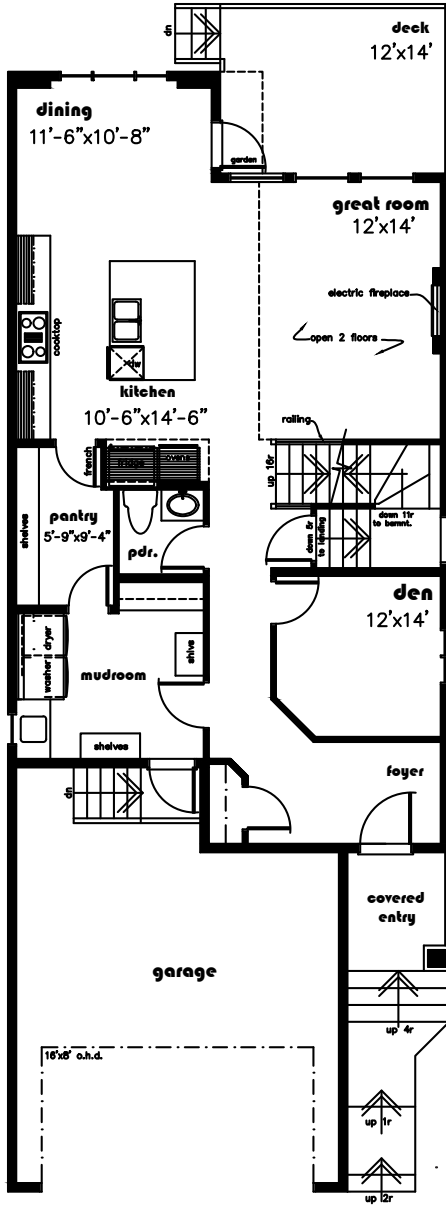 dn
deck
12'x14'
dining
11'-6"x10'-8"
garden
great room
12'x14'
electric fireplace
cooktop
open 2 floors
dw
kitchen
10'-6"x14'-6"
railing
french
fridge
ovens
up 16r
pantry
5'-9"x9'-4"
shelves
pdr.
down 5r
to landing
down 11r
to bsmnt.
den
12'x14'
washer dryer
mudroom
shlvs
shelves
foyer
dn
covered
entry
garage
up 4r
16'x8' o.h.d.
up 1r
up 2r